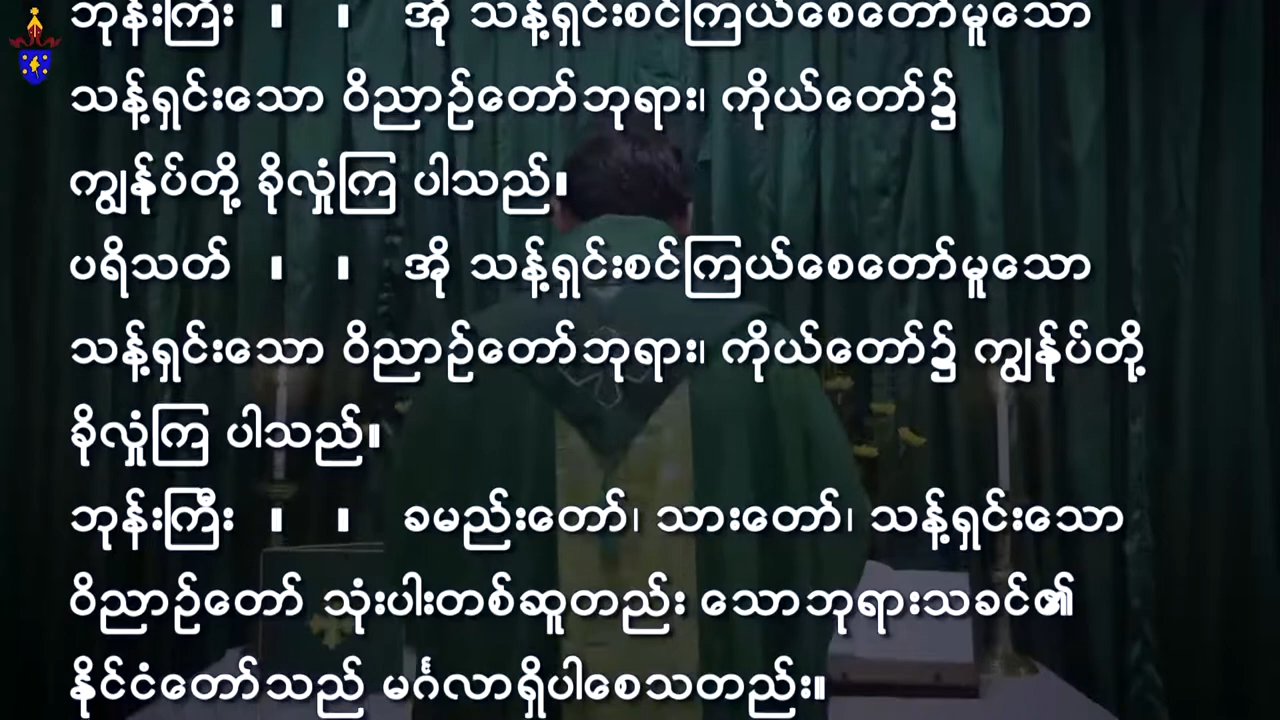 ဘုန်းကြီး ။ ။ အို သန့်ရှင်းစင်ကြယ်စေတော်မူသော
သန့်ရှင်းသော ဝိညာဉ်တော်ဘုရား၊ ကိုယ်တော်၌
ကျွန်ုပ်တို့ ခိုလှုံကြ ပါသည်။
ပရိသတ် ။ ။ အို သန့်ရှင်းစင်ကြယ်စေတော်မူသော
သန့်ရှင်းသော ဝိညာဉ်တော်ဘုရား၊ ကိုယ်တော်၌ ကျွန်ုပ်တို့
ခိုလှုံကြ ပါသည်။
ဘုန်းကြီး ။ ။ ခမည်းတော်၊ သားတော်၊ သန့်ရှင်းသော
ဝိညာဉ်တော် သုံးပါးတစ်ဆူတည်း သောဘုရားသခင်၏
နိုင်ငံတော်သည် မင်္ဂလာရှိပါစေသတည်း။